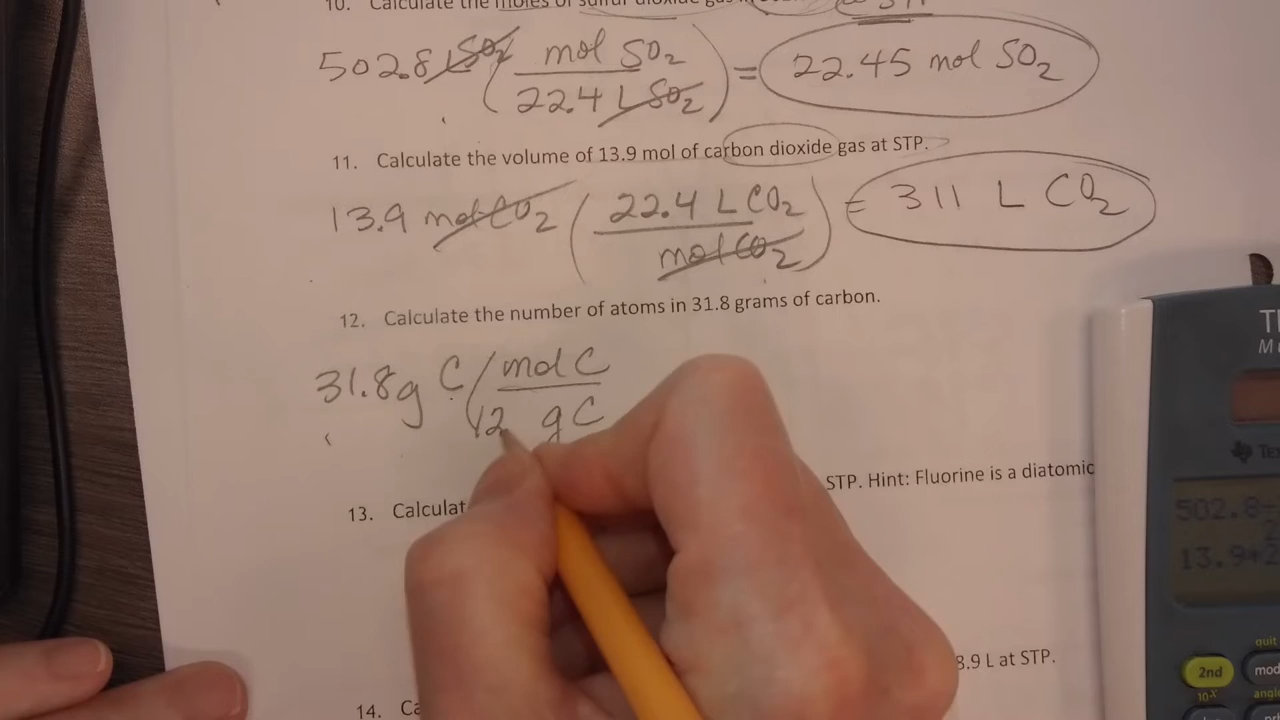 10. Calculate the moles of sulfur dioxide gas
502.8 L SO₂ ( mol SO₂ / 22.4 L SO₂ ) = 22.45 mol SO₂
11. Calculate the volume of 13.9 mol of carbon dioxide gas at STP.
13.9 mol CO₂ ( 22.4 L CO₂ / mol CO₂ ) = 311 L CO₂
12. Calculate the number of atoms in 31.8 grams of carbon.
31.8g C ( mol C / 12 g C
13. Calculat STP. Hint: Fluorine is a diatomic
8.9 L at STP.
14. Ca
502.8÷
13.9*2
2nd
quit
10ˣ